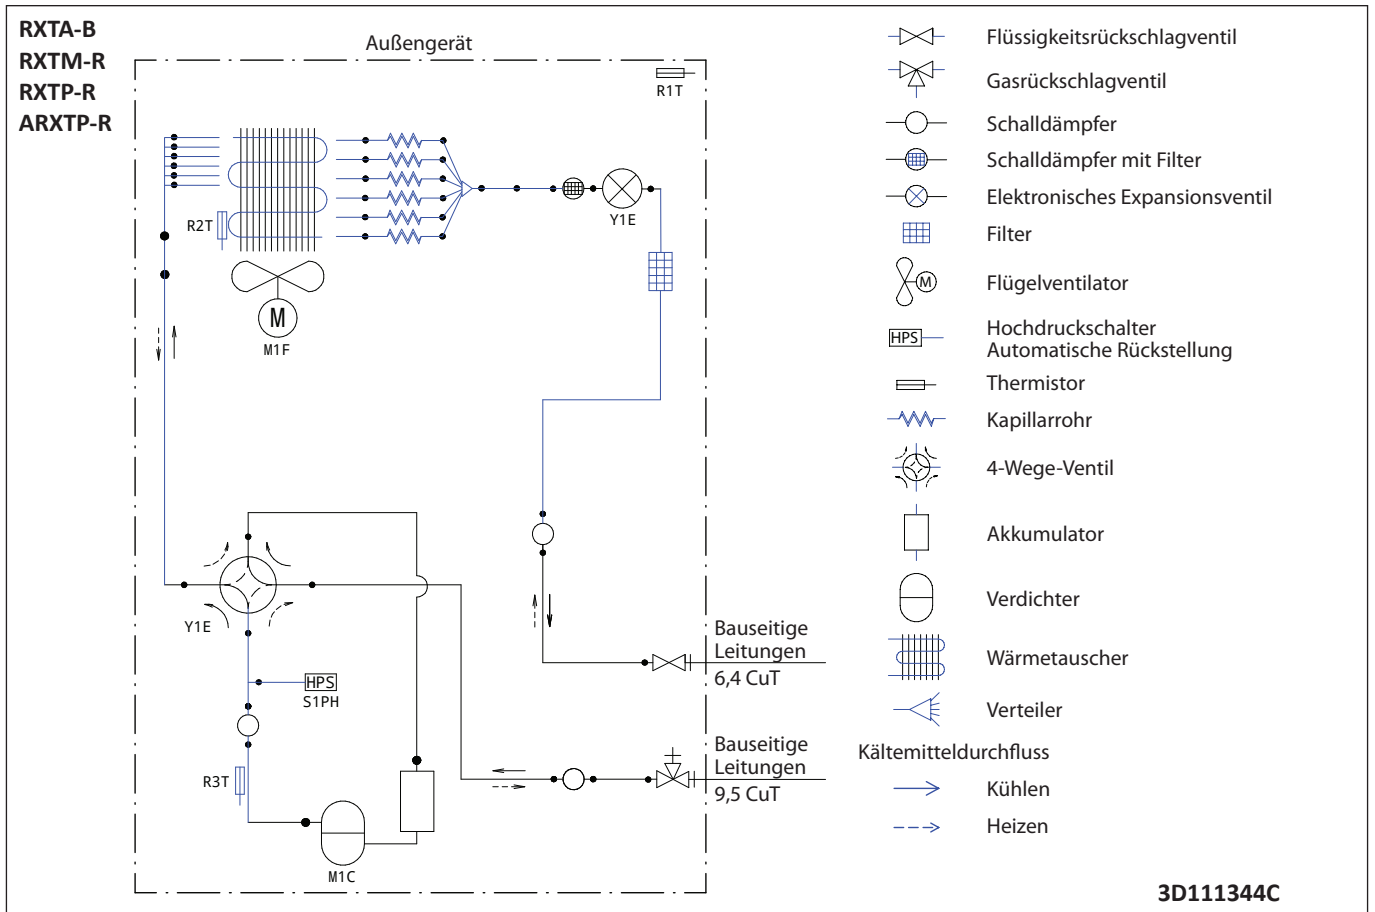 RXTA-B
RXTM-R
RXTP-R
ARXTP-R
Außengerät
R1T
R2T
Y1E
M
M1F
Y1E
HPS
S1PH
R3T
M1C
Bauseitige
Leitungen
6,4 CuT
Bauseitige
Leitungen
9,5 CuT
Flüssigkeitsrückschlagventil
Gasrückschlagventil
Schalldämpfer
Schalldämpfer mit Filter
Elektronisches Expansionsventil
Filter
M
Flügelventilator
HPS
Hochdruckschalter
Automatische Rückstellung
Thermistor
Kapillarrohr
4-Wege-Ventil
Akkumulator
Verdichter
Wärmetauscher
Verteiler
Kältemitteldurchfluss
Kühlen
Heizen
3D111344C